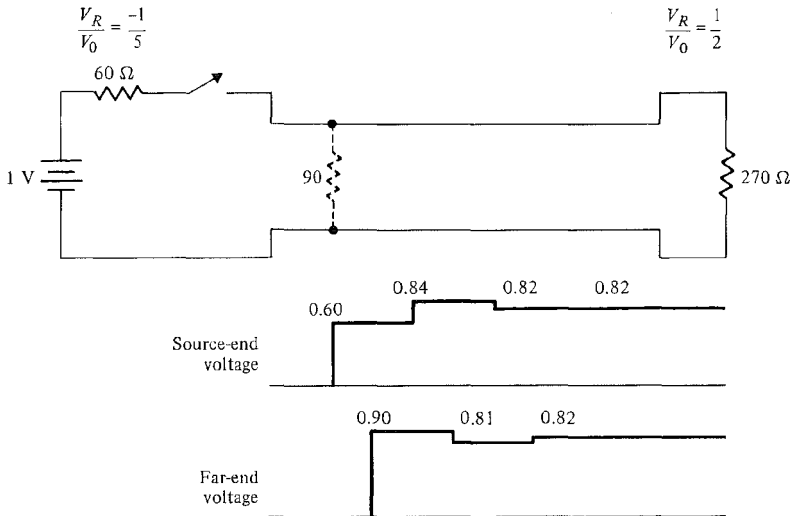 V_R/V_0 = -1/5
V_R/V_0 = 1/2
60 Ω
1 V
90
270 Ω
0.84 0.82 0.82
0.60
Source-end
voltage
0.90 0.81 0.82
Far-end
voltage